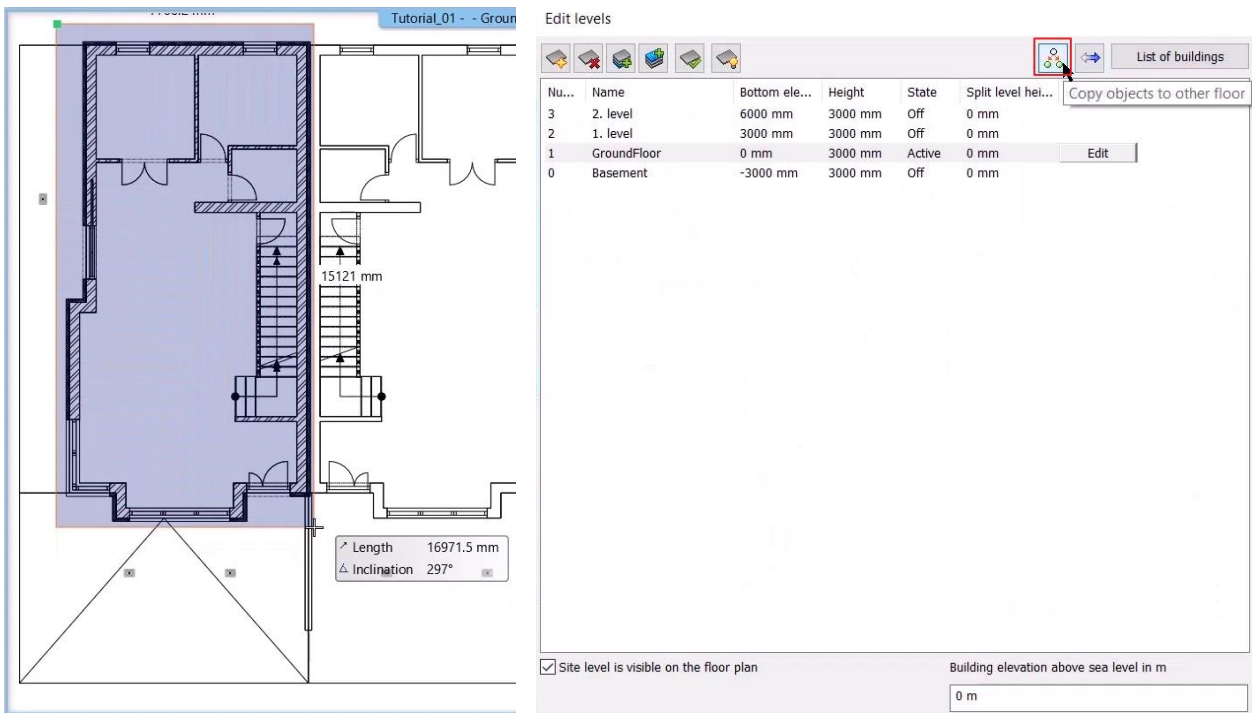 Tutorial_01 - - Groun
15121 mm
Length 16971.5 mm
Inclination 297°
Edit levels
List of buildings
Copy objects to other floor
Nu... Name Bottom ele... Height State Split level hei...
3 2. level 6000 mm 3000 mm Off 0 mm
2 1. level 3000 mm 3000 mm Off 0 mm
1 GroundFloor 0 mm 3000 mm Active 0 mm Edit
0 Basement -3000 mm 3000 mm Off 0 mm
Site level is visible on the floor plan
Building elevation above sea level in m
0 m